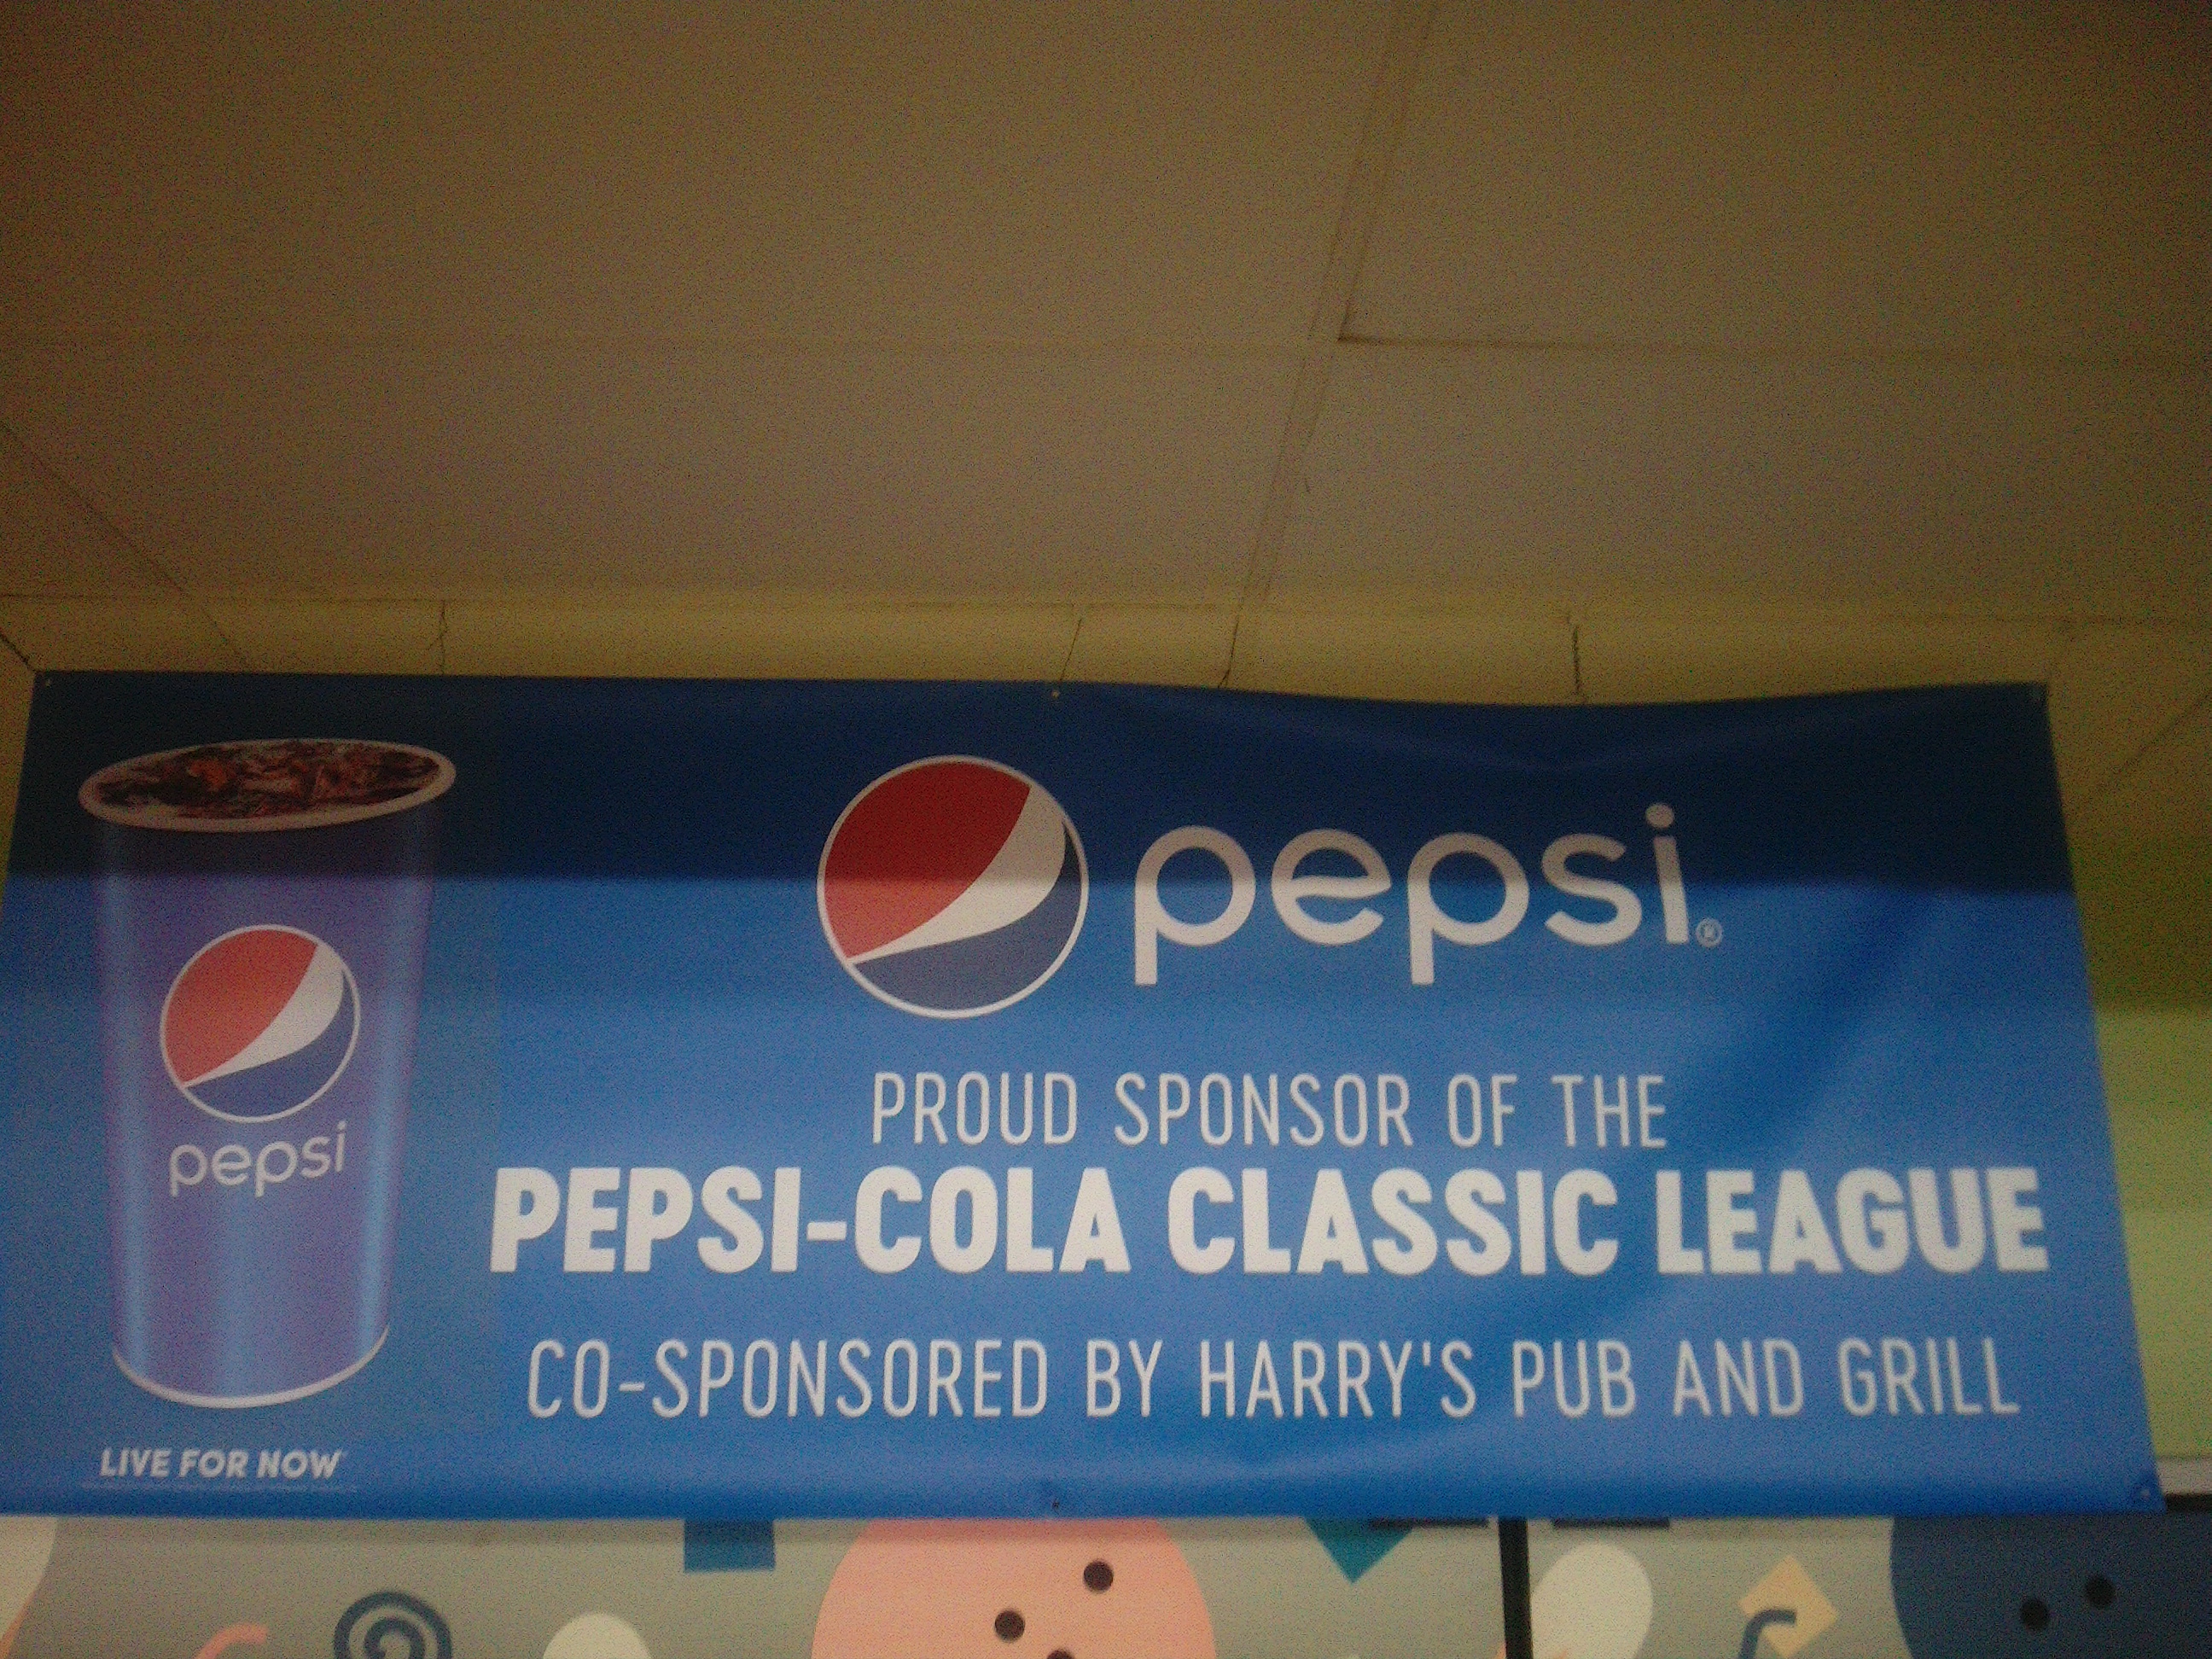 pepsi®
PROUD SPONSOR OF THE
PEPSI-COLA CLASSIC LEAGUE
CO-SPONSORED BY HARRY'S PUB AND GRILL
pepsi
LIVE FOR NOW